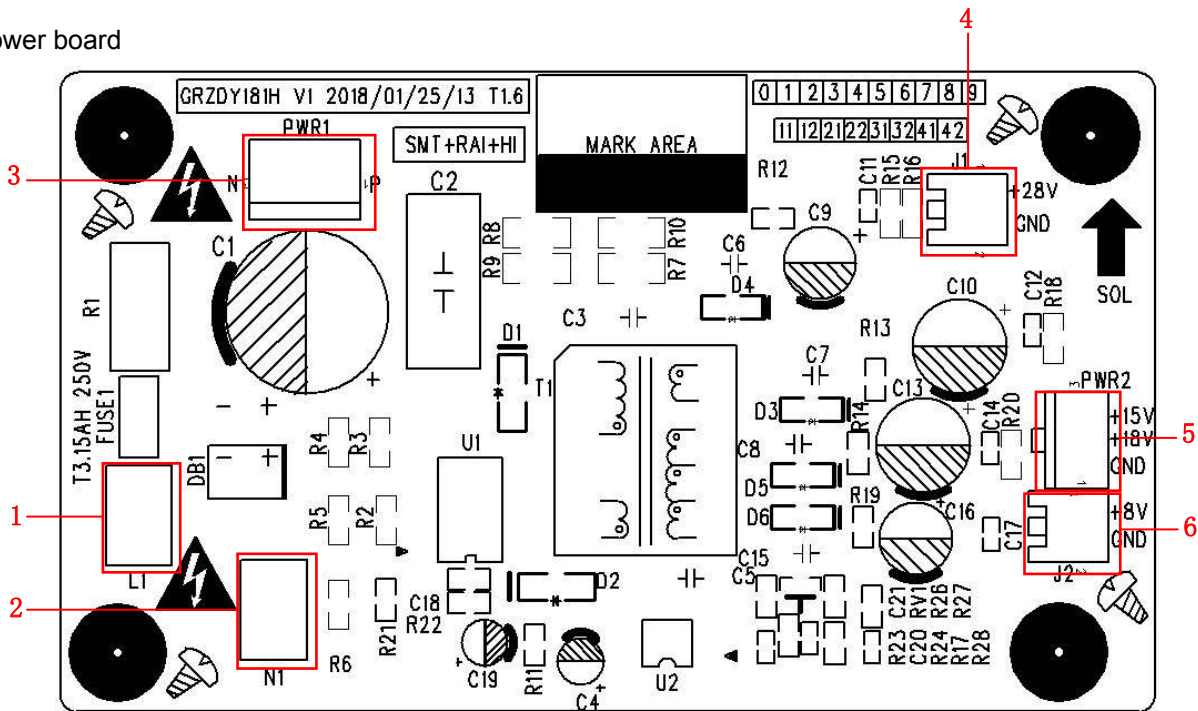 ower board
4
GRZDY181H V1 2018/01/25/13 T1.6
0 1 2 3 4 5 6 7 8 9
11 12 21 22 31 32 41 42
PWR1
SMT+RAI+HI
MARK AREA
R12
C11
R15
R16
J1
3
N
P
C2
+28V
GND
C9
+
R8
R10
C1
C6
R9
R7
D4
C10
+
C12
R18
SOL
R1
C3
D1
R13
C7
+
T1
3
PWR2
T3.15AH 250V
FUSE1
- +
D3
C13
+
R14
C14
R20
+15V
+18V
GND
5
R4
R3
U1
C8
DB1
- +
D5
1
R5
R2
R19
D6
+
C16
C17
+8V
GND
6
L1
D2
C15
C5
J2
2
C18
R22
C21
RV1
R26
R27
R6
R21
N1
+
C19
R11
C4
+
U2
R23
C20
R24
R17
R28